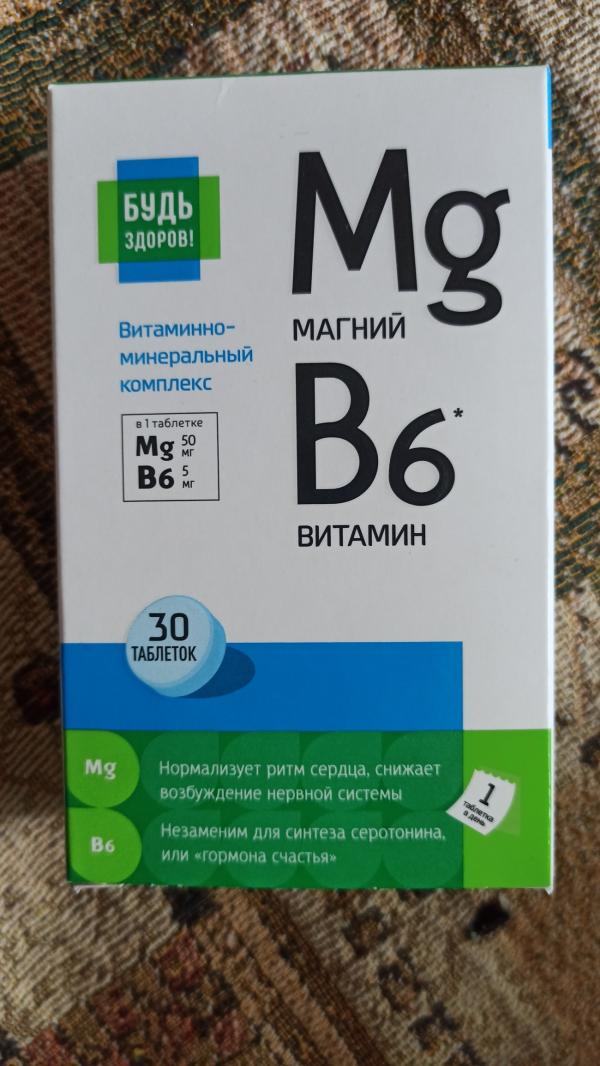 БУДЬ
ЗДОРОВ!
Mg
МАГНИЙ
Витаминно-
минеральный
комплекс
в 1 таблетке
Mg 50 мг
B6 5 мг
B6*
ВИТАМИН
30
ТАБЛЕТОК
Mg
Нормализует ритм сердца, снижает
возбуждение нервной системы
1
таблетка
в день
B6
Незаменим для синтеза серотонина,
или «гормона счастья»